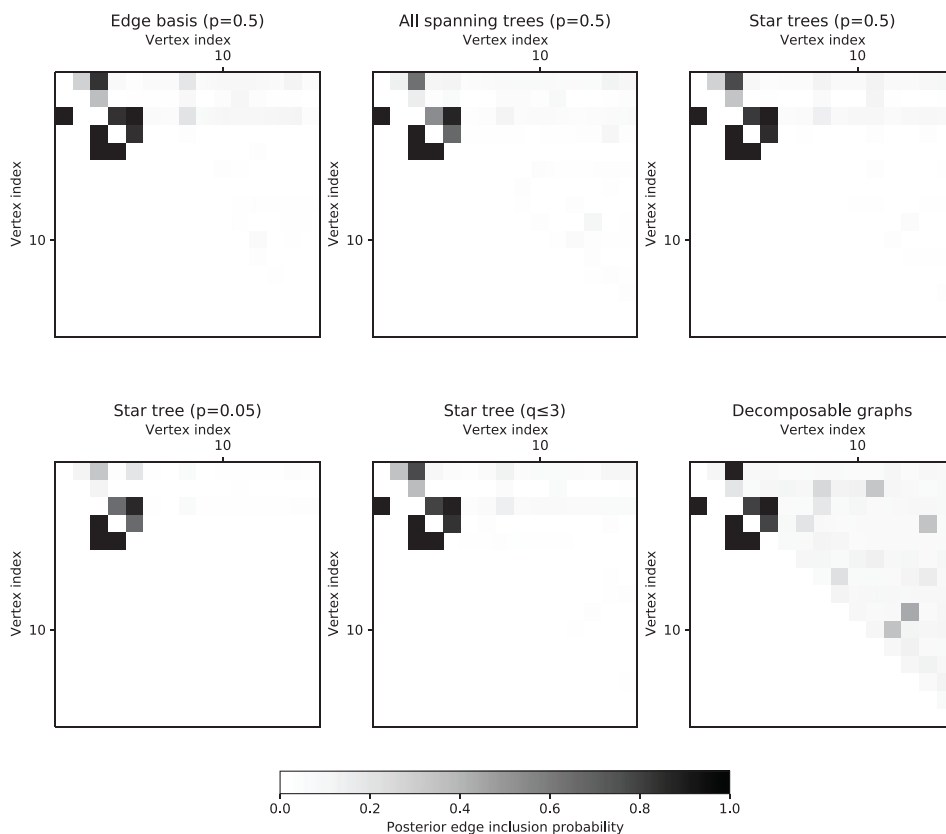 Edge basis (p=0.5)
Vertex index
10
Vertex index
10
All spanning trees (p=0.5)
Vertex index
10
Vertex index
10
Star trees (p=0.5)
Vertex index
10
Vertex index
10
Star tree (p=0.05)
Vertex index
10
Vertex index
10
Star tree (q≤3)
Vertex index
10
Vertex index
10
Decomposable graphs
Vertex index
10
Vertex index
10
0.0 0.2 0.4 0.6 0.8 1.0
Posterior edge inclusion probability